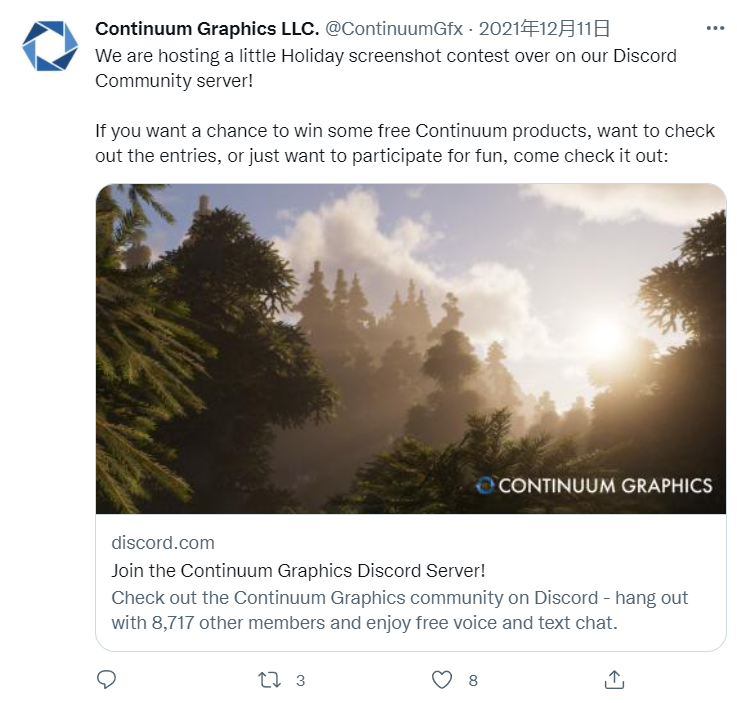 Continuum Graphics LLC. @ContinuumGfx · 2021年12月11日
We are hosting a little Holiday screenshot contest over on our Discord
Community server!
If you want a chance to win some free Continuum products, want to check
out the entries, or just want to participate for fun, come check it out:
CONTINUUM GRAPHICS
discord.com
Join the Continuum Graphics Discord Server!
Check out the Continuum Graphics community on Discord - hang out
with 8,717 other members and enjoy free voice and text chat.
3 8